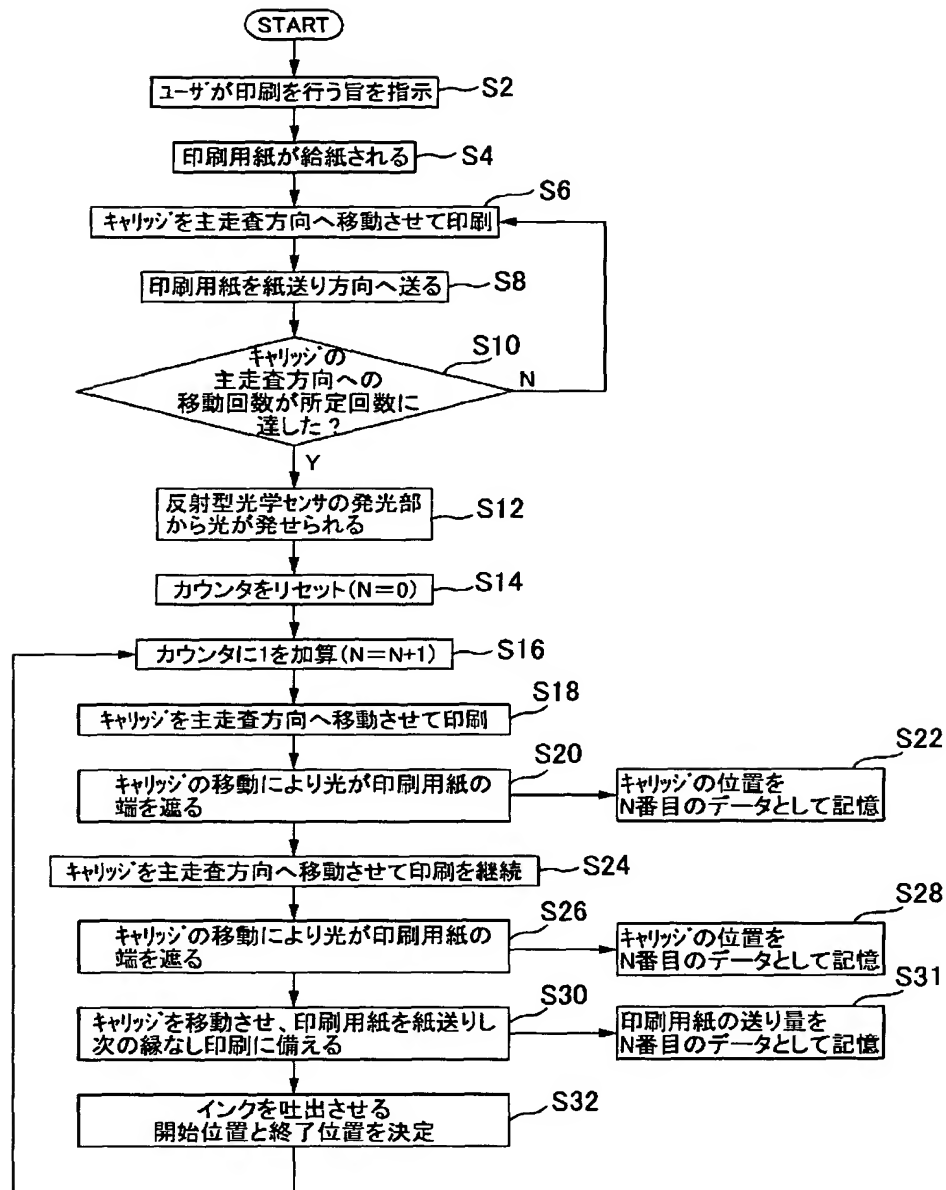 START
ユーザが印刷を行う旨を指示
S2
印刷用紙が給紙される
S4
S6
キャリッジを主走査方向へ移動させて印刷
印刷用紙を紙送り方向へ送る
S8
S10
キャリッジの
主走査方向への
移動回数が所定回数に
達した？
N
Y
反射型光学センサの発光部
から光が発せられる
S12
カウンタをリセット(N=0)
S14
カウンタに1を加算(N=N+1)
S16
S18
キャリッジを主走査方向へ移動させて印刷
S20
キャリッジの移動により光が印刷用紙の
端を遮る
S22
キャリッジの位置を
N番目のデータとして記憶
キャリッジを主走査方向へ移動させて印刷を継続
S24
S26
キャリッジの移動により光が印刷用紙の
端を遮る
S28
キャリッジの位置を
N番目のデータとして記憶
S30
キャリッジを移動させ、印刷用紙を紙送りし
次の縁なし印刷に備える
S31
印刷用紙の送り量を
N番目のデータとして記憶
インクを吐出させる
開始位置と終了位置を決定
S32